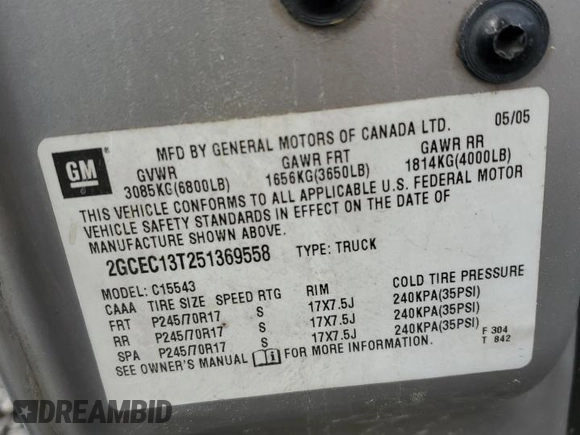 MFD BY GENERAL MOTORS OF CANADA LTD. 05/05
GM
GVWR GAWR FRT GAWR RR
3085KG(6800LB) 1656KG(3650LB) 1814KG(4000LB)
THIS VEHICLE CONFORMS TO ALL APPLICABLE U.S. FEDERAL MOTOR
VEHICLE SAFETY STANDARDS IN EFFECT ON THE DATE OF
MANUFACTURE SHOWN ABOVE.
2GCEC13T251369558 TYPE: TRUCK
MODEL: C15543
CAAA TIRE SIZE SPEED RTG RIM COLD TIRE PRESSURE
FRT P245/70R17 S 17X7.5J 240KPA(35PSI)
RR P245/70R17 S 17X7.5J 240KPA(35PSI)
SPA P245/70R17 S 17X7.5J 240KPA(35PSI)
SEE OWNER'S MANUAL FOR MORE INFORMATION.
F 304
T 842
DREAMBID